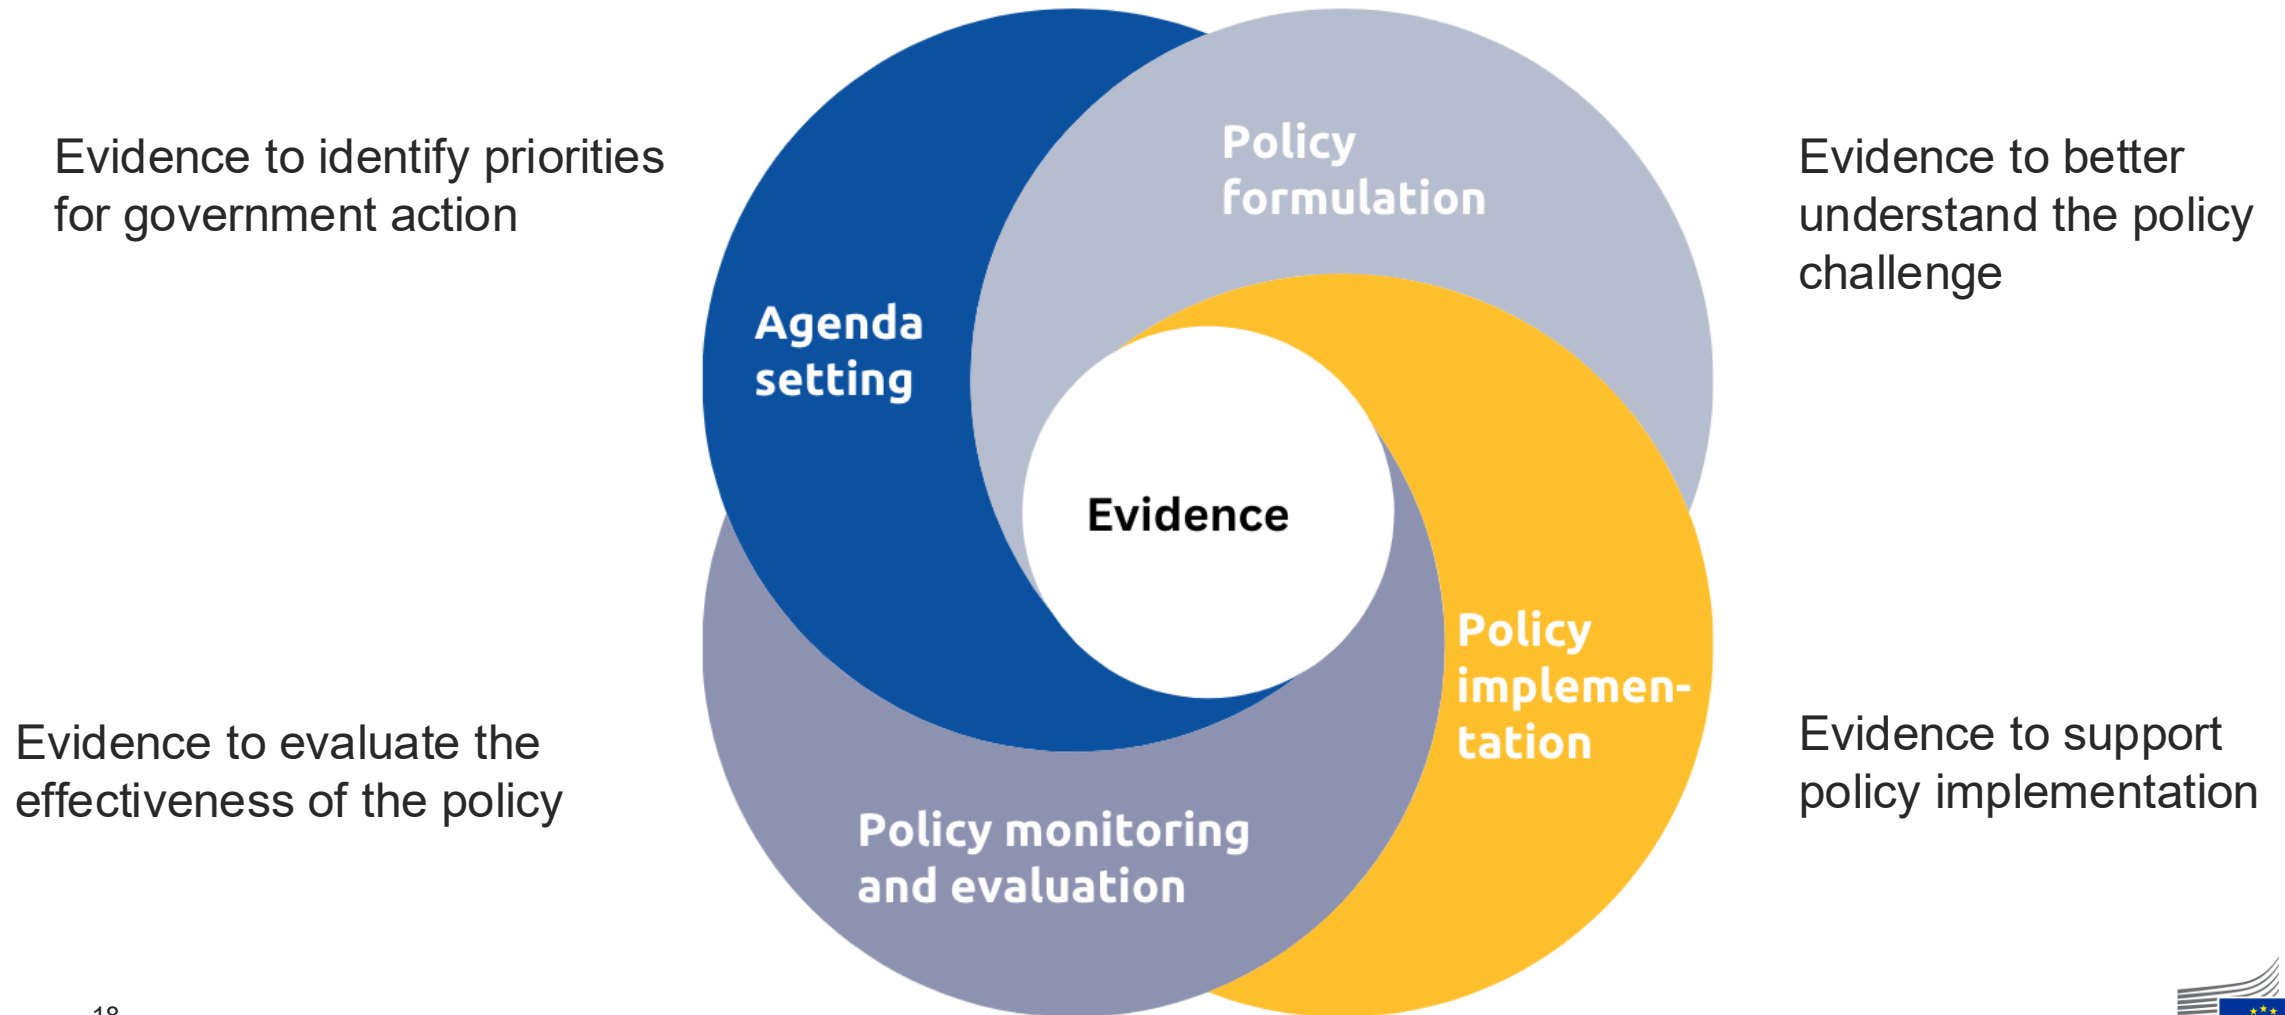 Evidence to identify priorities
for government action
Policy
formulation
Evidence to better
understand the policy
challenge
Agenda
setting
Evidence
Policy
implemen-
tation
Evidence to evaluate the
effectiveness of the policy
Evidence to support
policy implementation
Policy monitoring
and evaluation
18